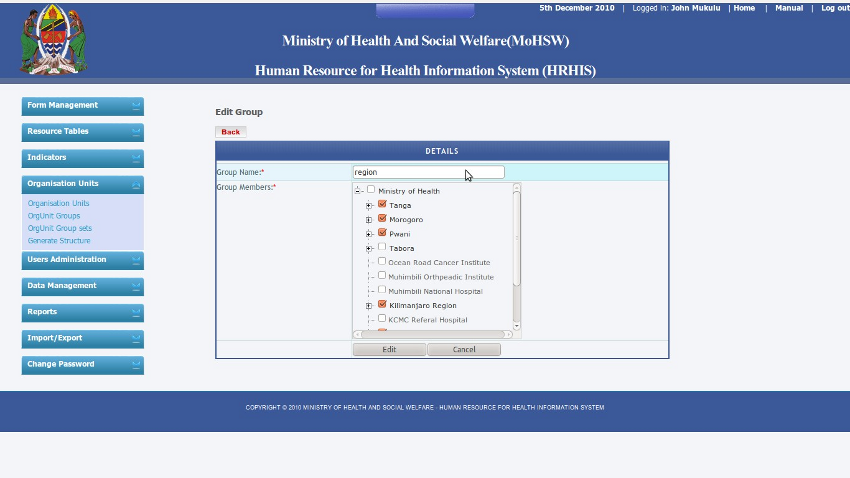 5th December 2010 | Logged in: John Mukulu | Home | Manual | Log out
Ministry of Health And Social Welfare(MoHSW)
Human Resource for Health Information System (HRHIS)
Form Management
Resource Tables
Indicators
Organisation Units
Organisation Units
OrgUnit Groups
OrgUnit Group sets
Generate Structure
Users Administration
Data Management
Reports
Import/Export
Change Password
Edit Group
Back
DETAILS
Group Name:* region
Group Members:*
Ministry of Health
Tanga
Morogoro
Pwani
Tabora
Ocean Road Cancer Institute
Muhimbili Orthpeadic Institute
Muhimbili National Hospital
Kilimanjaro Region
KCMC Referal Hospital
Edit Cancel
COPYRIGHT © 2010 MINISTRY OF HEALTH AND SOCIAL WELFARE - HUMAN RESOURCE FOR HEALTH INFORMATION SYSTEM